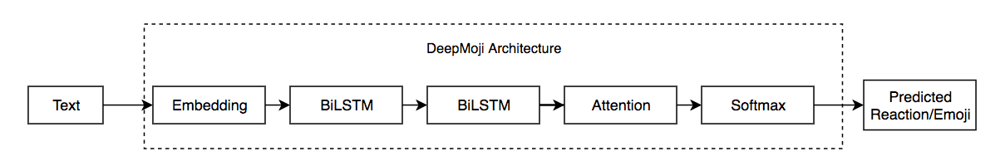 DeepMoji Architecture
Text
Embedding
BiLSTM
BiLSTM
Attention
Softmax
Predicted
Reaction/Emoji